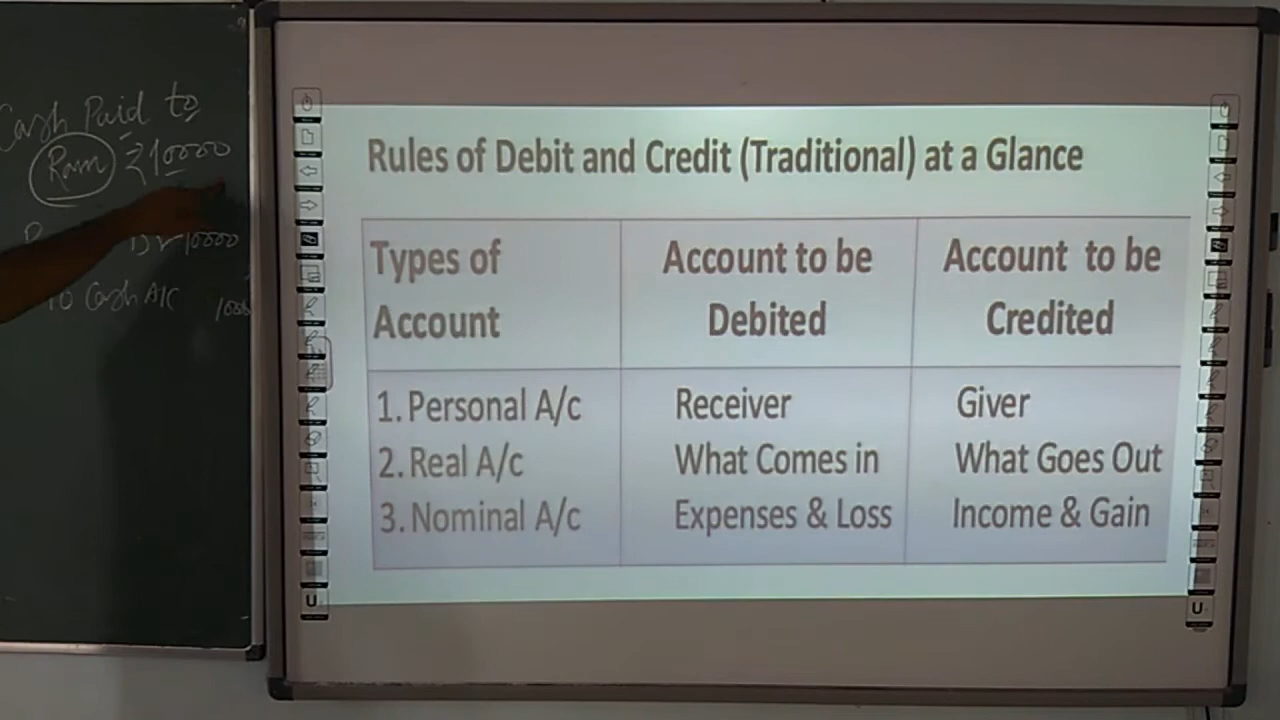 Cash Paid to
Ram ₹10000
Dr 10000
To Cash A/C
Rules of Debit and Credit (Traditional) at a Glance
Types of Account
Account to be Debited
Account to be Credited
1. Personal A/c Receiver Giver
2. Real A/c What Comes in What Goes Out
3. Nominal A/c Expenses & Loss Income & Gain
U
U